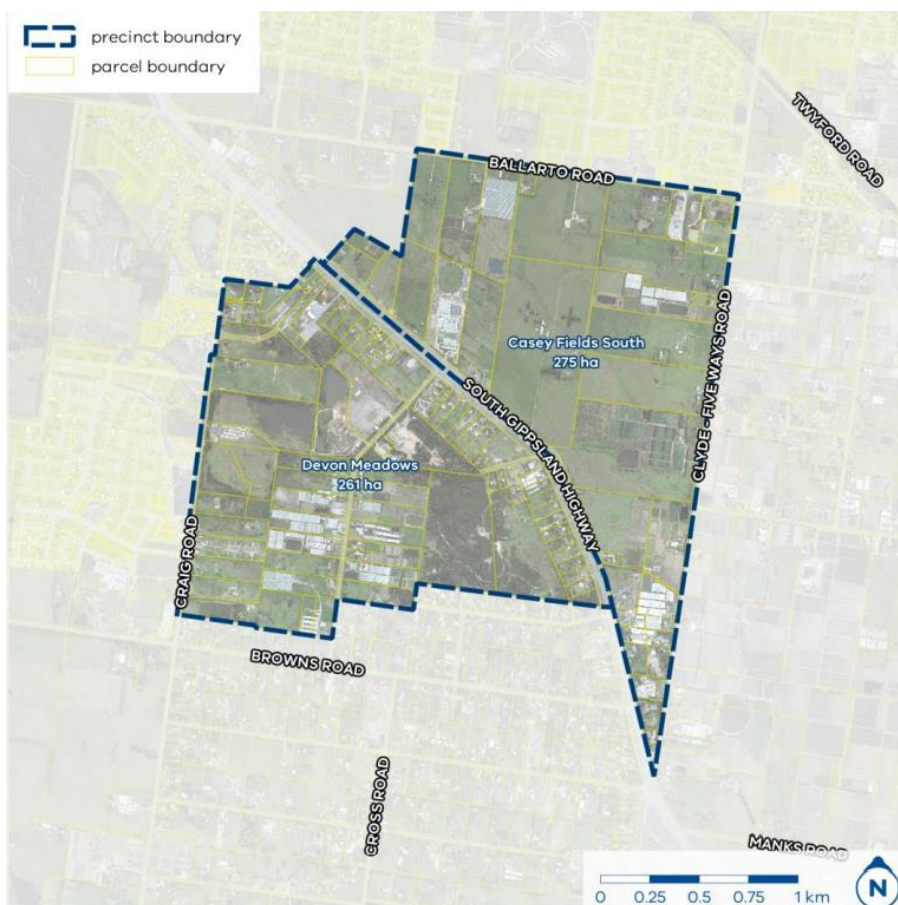 precinct boundary
parcel boundary
TWYFORD ROAD
BALLARTO ROAD
Casey Fields South
275 ha
CLYDE - FIVE WAYS ROAD
SOUTH GIPPSLAND HIGHWAY
Devon Meadows
261 ha
CRAIG ROAD
BROWNS ROAD
CROSS ROAD
MANKS ROAD
0 0.25 0.5 0.75 1 km
N